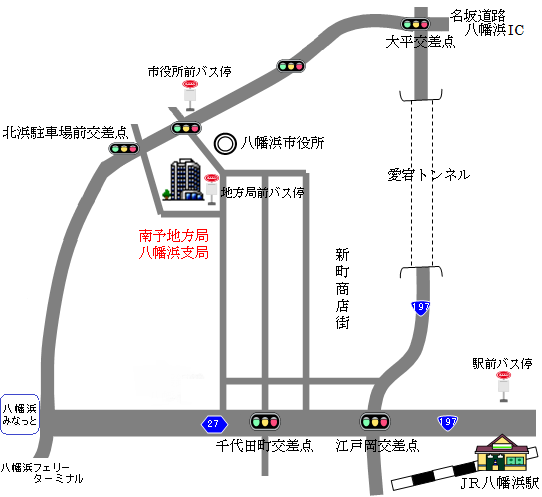 名坂道路
八幡浜IC
大平交差点
市役所前バス停
北浜駐車場前交差点
八幡浜市役所
愛宕トンネル
地方局前バス停
南予地方局
八幡浜支局
新町商店街
197
駅前バス停
八幡浜
みなっと
27
197
千代田町交差点
江戸岡交差点
八幡浜フェリー
ターミナル
JR八幡浜駅